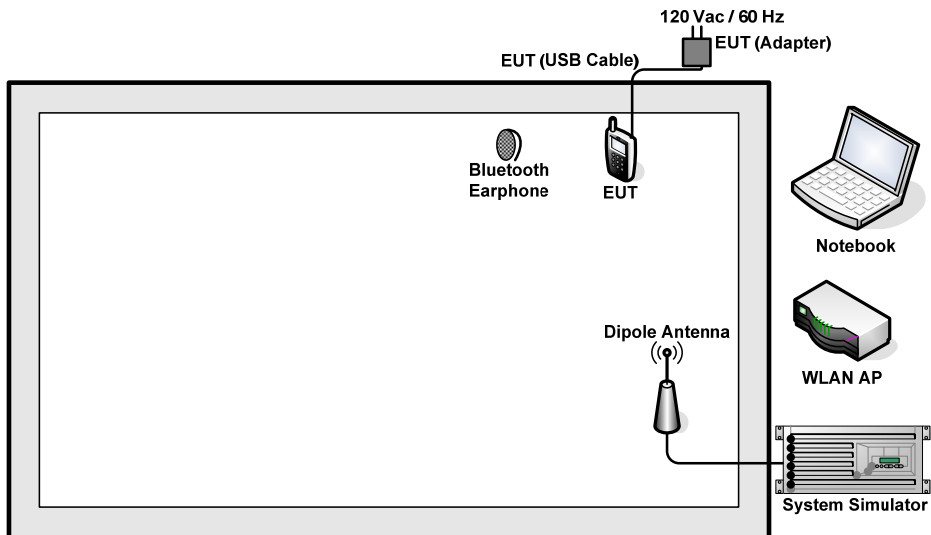 120 Vac / 60 Hz
EUT (Adapter)
EUT (USB Cable)
Bluetooth
Earphone
EUT
Notebook
Dipole Antenna
WLAN AP
System Simulator